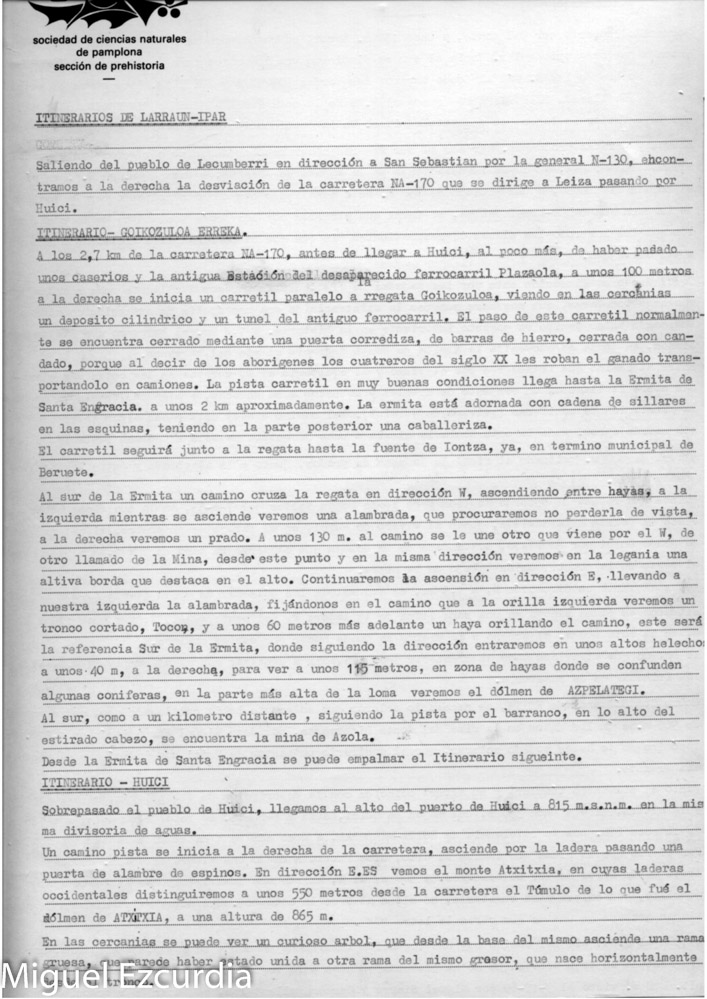 sociedad de ciencias naturales
de pamplona
sección de prehistoria
ITINERARIOS DE LARRAUN-IPAR
Saliendo del pueblo de Lecumberri en dirección a San Sebastian por la general N-130, encon-
tramos a la derecha la desviación de la carretera NA-170 que se dirige a Leiza pasando por
Huici.
ITINERARIO- GOIKOZULOA ERREKA.
A los 2,7 km de la carretera NA-170, antes de llegar a Huici, al poco más, de haber pasado
unos caserios y la antigua Estación del desaparecido ferrocarril Plazaola, a unos 100 metros
a la derecha se inicia un carretil paralelo a la rregata Goikozuloa, viendo en las cercanias
un deposito cilindrico y un tunel del antiguo ferrocarril. El paso de este carretil normalmen-
te se encuentra cerrado mediante una puerta corrediza, de barras de hierro, cerrada con can-
dado, porque al decir de los aborigenes los cuatreros del siglo XX les roban el ganado trans-
portandolo en camiones. La pista carretil en muy buenas condiciones llega hasta la Ermita de
Santa Engracia. a unos 2 km aproximadamente. La ermita está adornada con cadena de sillares
en las esquinas, teniendo en la parte posterior una caballeriza.
El carretil seguirá junto a la regata hasta la fuente de Iontza, ya, en termino municipal de
Beruete.
Al sur de la Ermita un camino cruza la regata en dirección W, ascendiendo entre hayas, a la
izquierda mientras se asciende veremos una alambrada, que procuraremos no perderla de vista,
a la derecha veremos un prado. A unos 130 m. al camino se le une otro que viene por el W, de
otro llamado de la Mina, desde este punto y en la misma dirección veremos en la legania una
altiva borda que destaca en el alto. Continuaremos la ascensión en dirección E, llevando a
nuestra izquierda la alambrada, fijándonos en el camino que a la orilla izquierda veremos un
tronco cortado, Tocon, y a unos 60 metros más adelante un haya orillando el camino, este será
la referencia Sur de la Ermita, donde siguiendo la dirección entraremos en unos altos helecho
a unos 40 m, a la derecha, para ver a unos 115 metros, en zona de hayas donde se confunden
algunas coniferas, en la parte más alta de la loma veremos el dólmen de AZPELATEGI.
Al sur, como a un kilometro distante , siguiendo la pista por el barranco, en lo alto del
estirado cabezo, se encuentra la mina de Azola.
Desde la Ermita de Santa Engracia se puede empalmar el Itinerario sigueinte.
ITINERARIO - HUICI
Sobrepasado el pueblo de Huici, llegamos al alto del puerto de Huici a 815 m.s.n.m. en la mis
ma divisoria de aguas.
Un camino pista se inicia a la derecha de la carretera, asciende por la ladera pasando una
puerta de alambre de espinos. En dirección E.ES vemos el monte Atxitxia, en cuyas laderas
occidentales distinguiremos a unos 550 metros desde la carretera el Túmulo de lo que fué el
dólmen de ATXITXIA, a una altura de 865 m.
En las cercanias se puede ver un curioso arbol, que desde la base del mismo asciende una rama
gruesa, que parece haber estado unida a otra rama del mismo grosor, que nace horizontalmente
tronco.
Miguel Ezcurdia